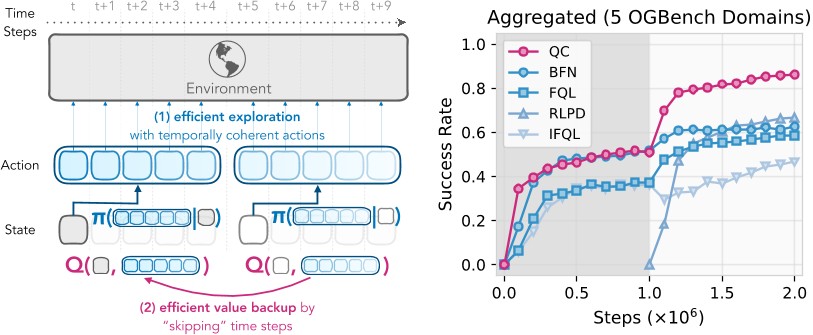 Time
Steps
t t+1 t+2 t+3 t+4 t+5 t+6 t+7 t+8 t+9
Environment
(1) efficient exploration
with temporally coherent actions
Action
State
π( | )
π( | )
Q( , )
Q( , )
(2) efficient value backup by
“skipping” time steps
Aggregated (5 OGBench Domains)
Success Rate
1.0
0.8
0.6
0.4
0.2
0.0
QC
BFN
FQL
RLPD
IFQL
0.0 0.5 1.0 1.5 2.0
Steps (×10⁶)